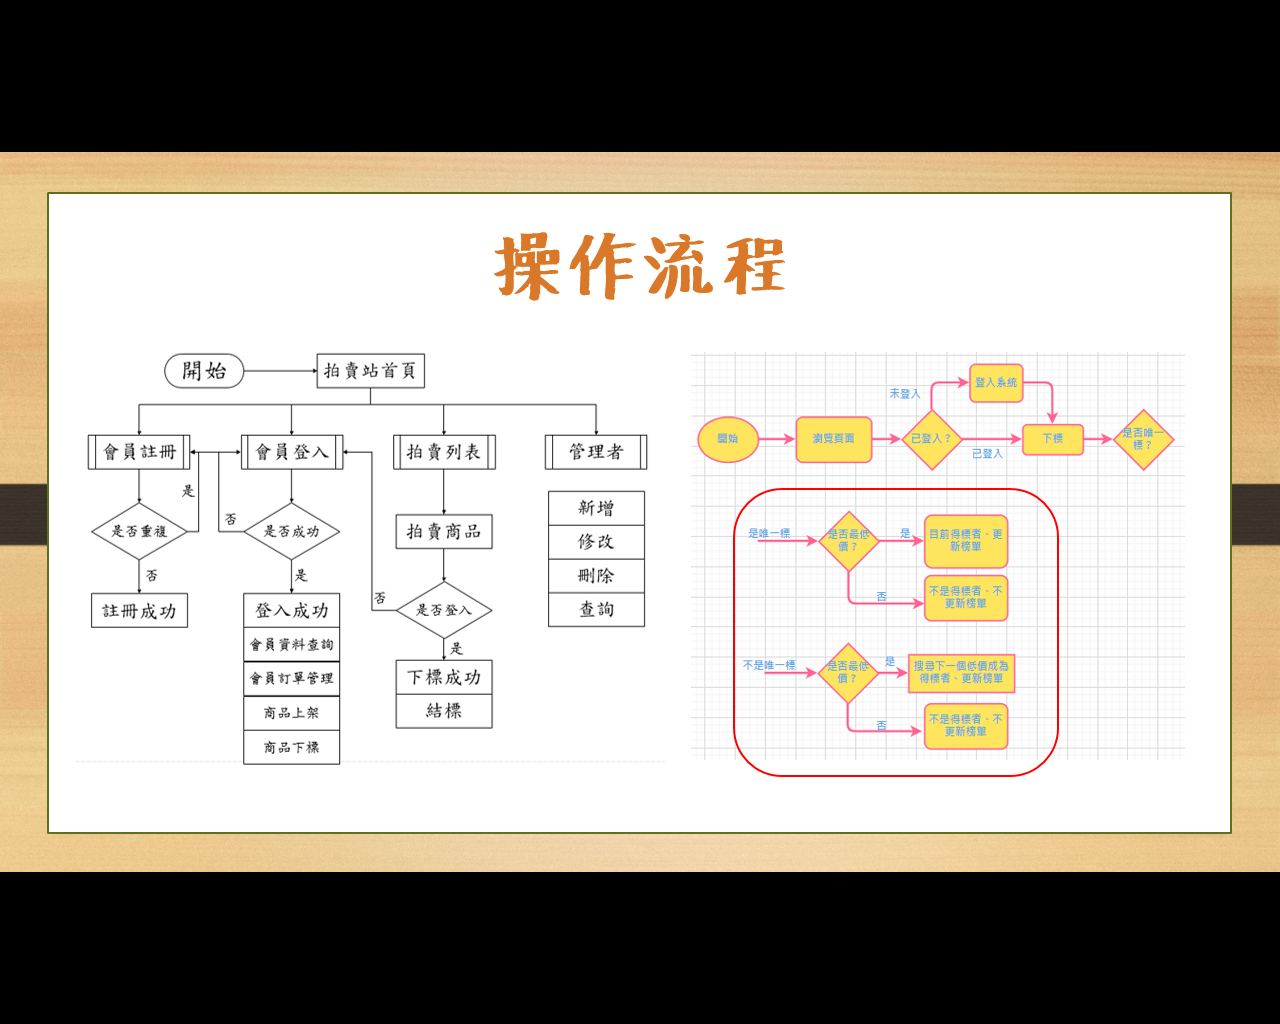 操作流程
開始
拍賣站首頁
會員註冊
會員登入
拍賣列表
管理者
是
否
是否重複
是否成功
拍賣商品
否
是
註冊成功
登入成功
會員資料查詢
會員訂單管理
商品上架
商品下標
否
是否登入
是
下標成功
結標
新增
修改
刪除
查詢
開始
瀏覽頁面
已登入？
未登入
登入系統
己登入
下標
是否唯一
標？
是唯一標
是否最低
價？
是
目前得標者、更
新榜單
否
不是得標者、不
更新榜單
不是唯一標
是否最低
價？
是
搜尋下一個低價成為
得標者、更新榜單
否
不是得標者、不
更新榜單